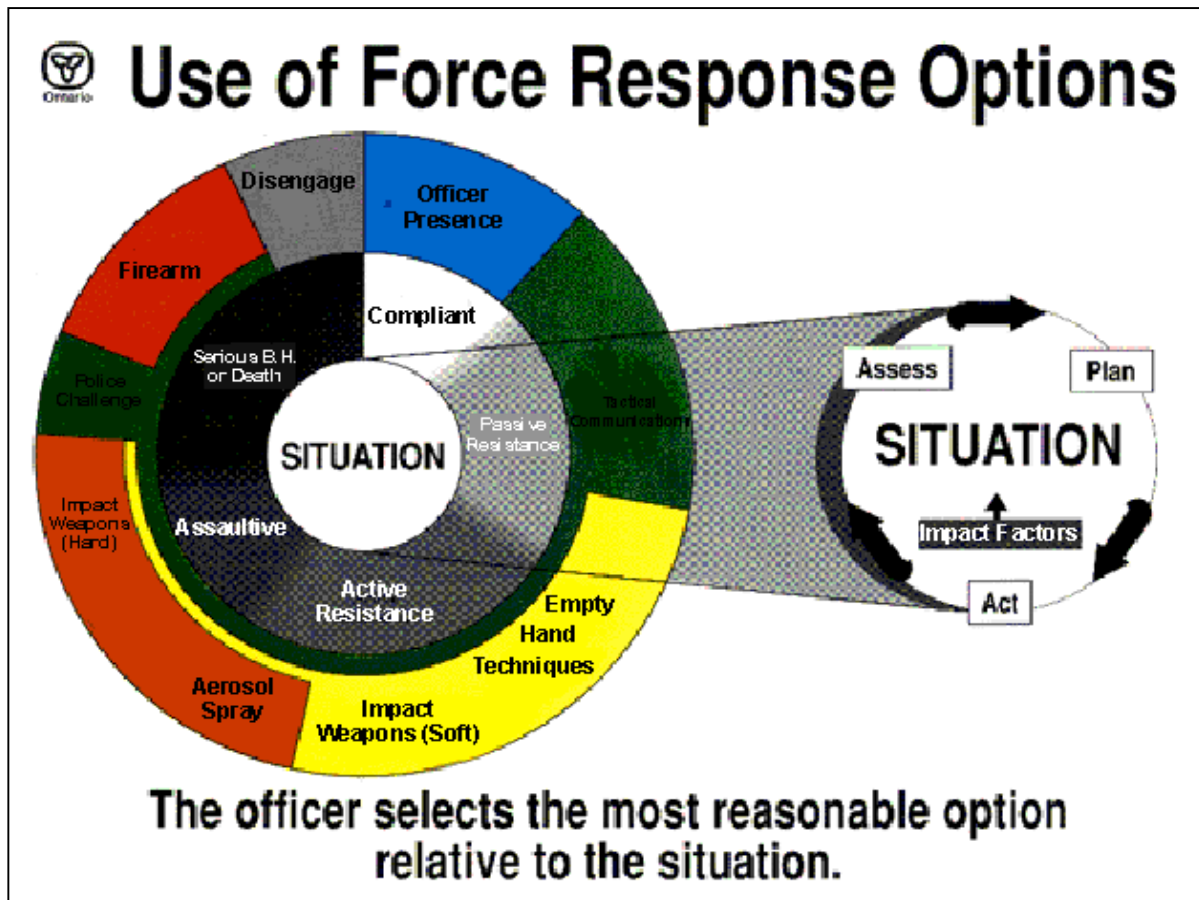 Ontario
Use of Force Response Options
Disengage
Officer
Presence
Firearm
Compliant
Serious B.H.
or Death
Police
Challenge
Tactical
Communications
Passive
Resistance
SITUATION
Impact
Weapons
(Hard)
Assaultive
Active
Resistance
Empty
Hand
Techniques
Aerosol
Spray
Impact
Weapons (Soft)
Assess
Plan
SITUATION
Impact Factors
Act
The officer selects the most reasonable option
relative to the situation.